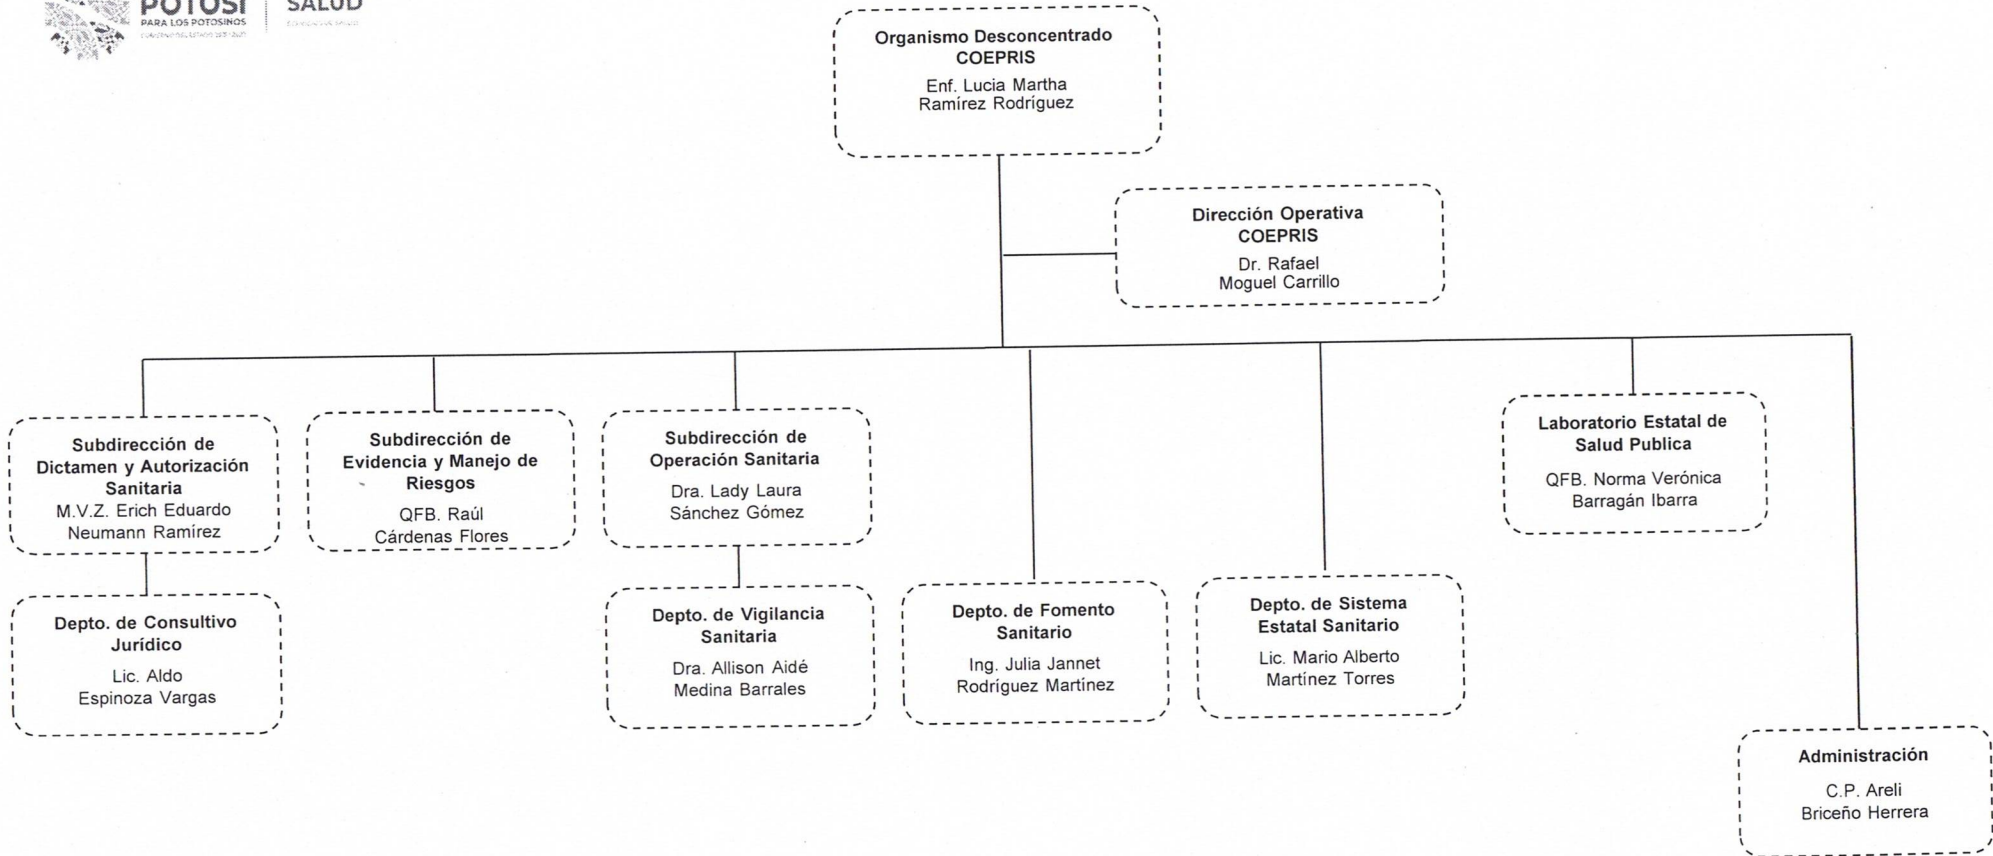 POTOSÍ
PARA LOS POTOSINOS
SALUD
Organismo Desconcentrado
COEPRIS
Enf. Lucia Martha
Ramírez Rodríguez
Dirección Operativa
COEPRIS
Dr. Rafael
Moguel Carrillo
Subdirección de
Dictamen y Autorización
Sanitaria
M.V.Z. Erich Eduardo
Neumann Ramírez
Subdirección de
Evidencia y Manejo de
Riesgos
QFB. Raúl
Cárdenas Flores
Subdirección de
Operación Sanitaria
Dra. Lady Laura
Sánchez Gómez
Laboratorio Estatal de
Salud Publica
QFB. Norma Verónica
Barragán Ibarra
Depto. de Consultivo
Jurídico
Lic. Aldo
Espinoza Vargas
Depto. de Vigilancia
Sanitaria
Dra. Allison Aidé
Medina Barrales
Depto. de Fomento
Sanitario
Ing. Julia Jannet
Rodríguez Martínez
Depto. de Sistema
Estatal Sanitario
Lic. Mario Alberto
Martínez Torres
Administración
C.P. Areli
Briceño Herrera